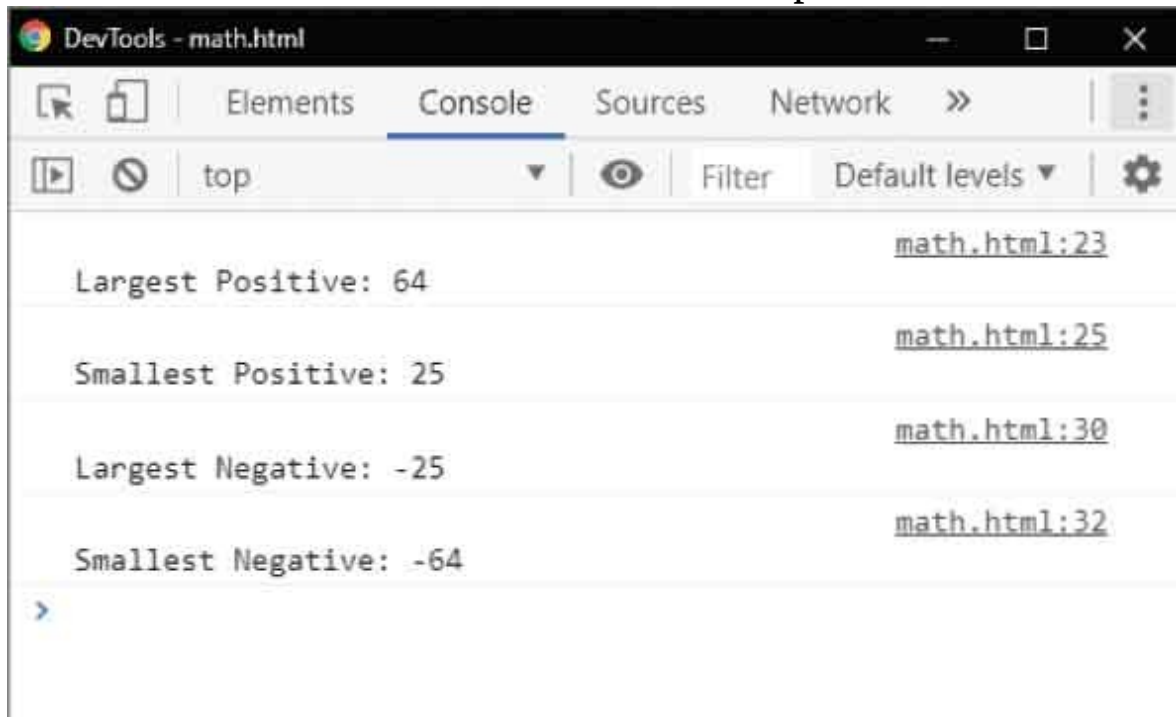 DevTools - math.html
Elements Console Sources Network »
top Filter Default levels
math.html:23
Largest Positive: 64
math.html:25
Smallest Positive: 25
math.html:30
Largest Negative: -25
math.html:32
Smallest Negative: -64
>